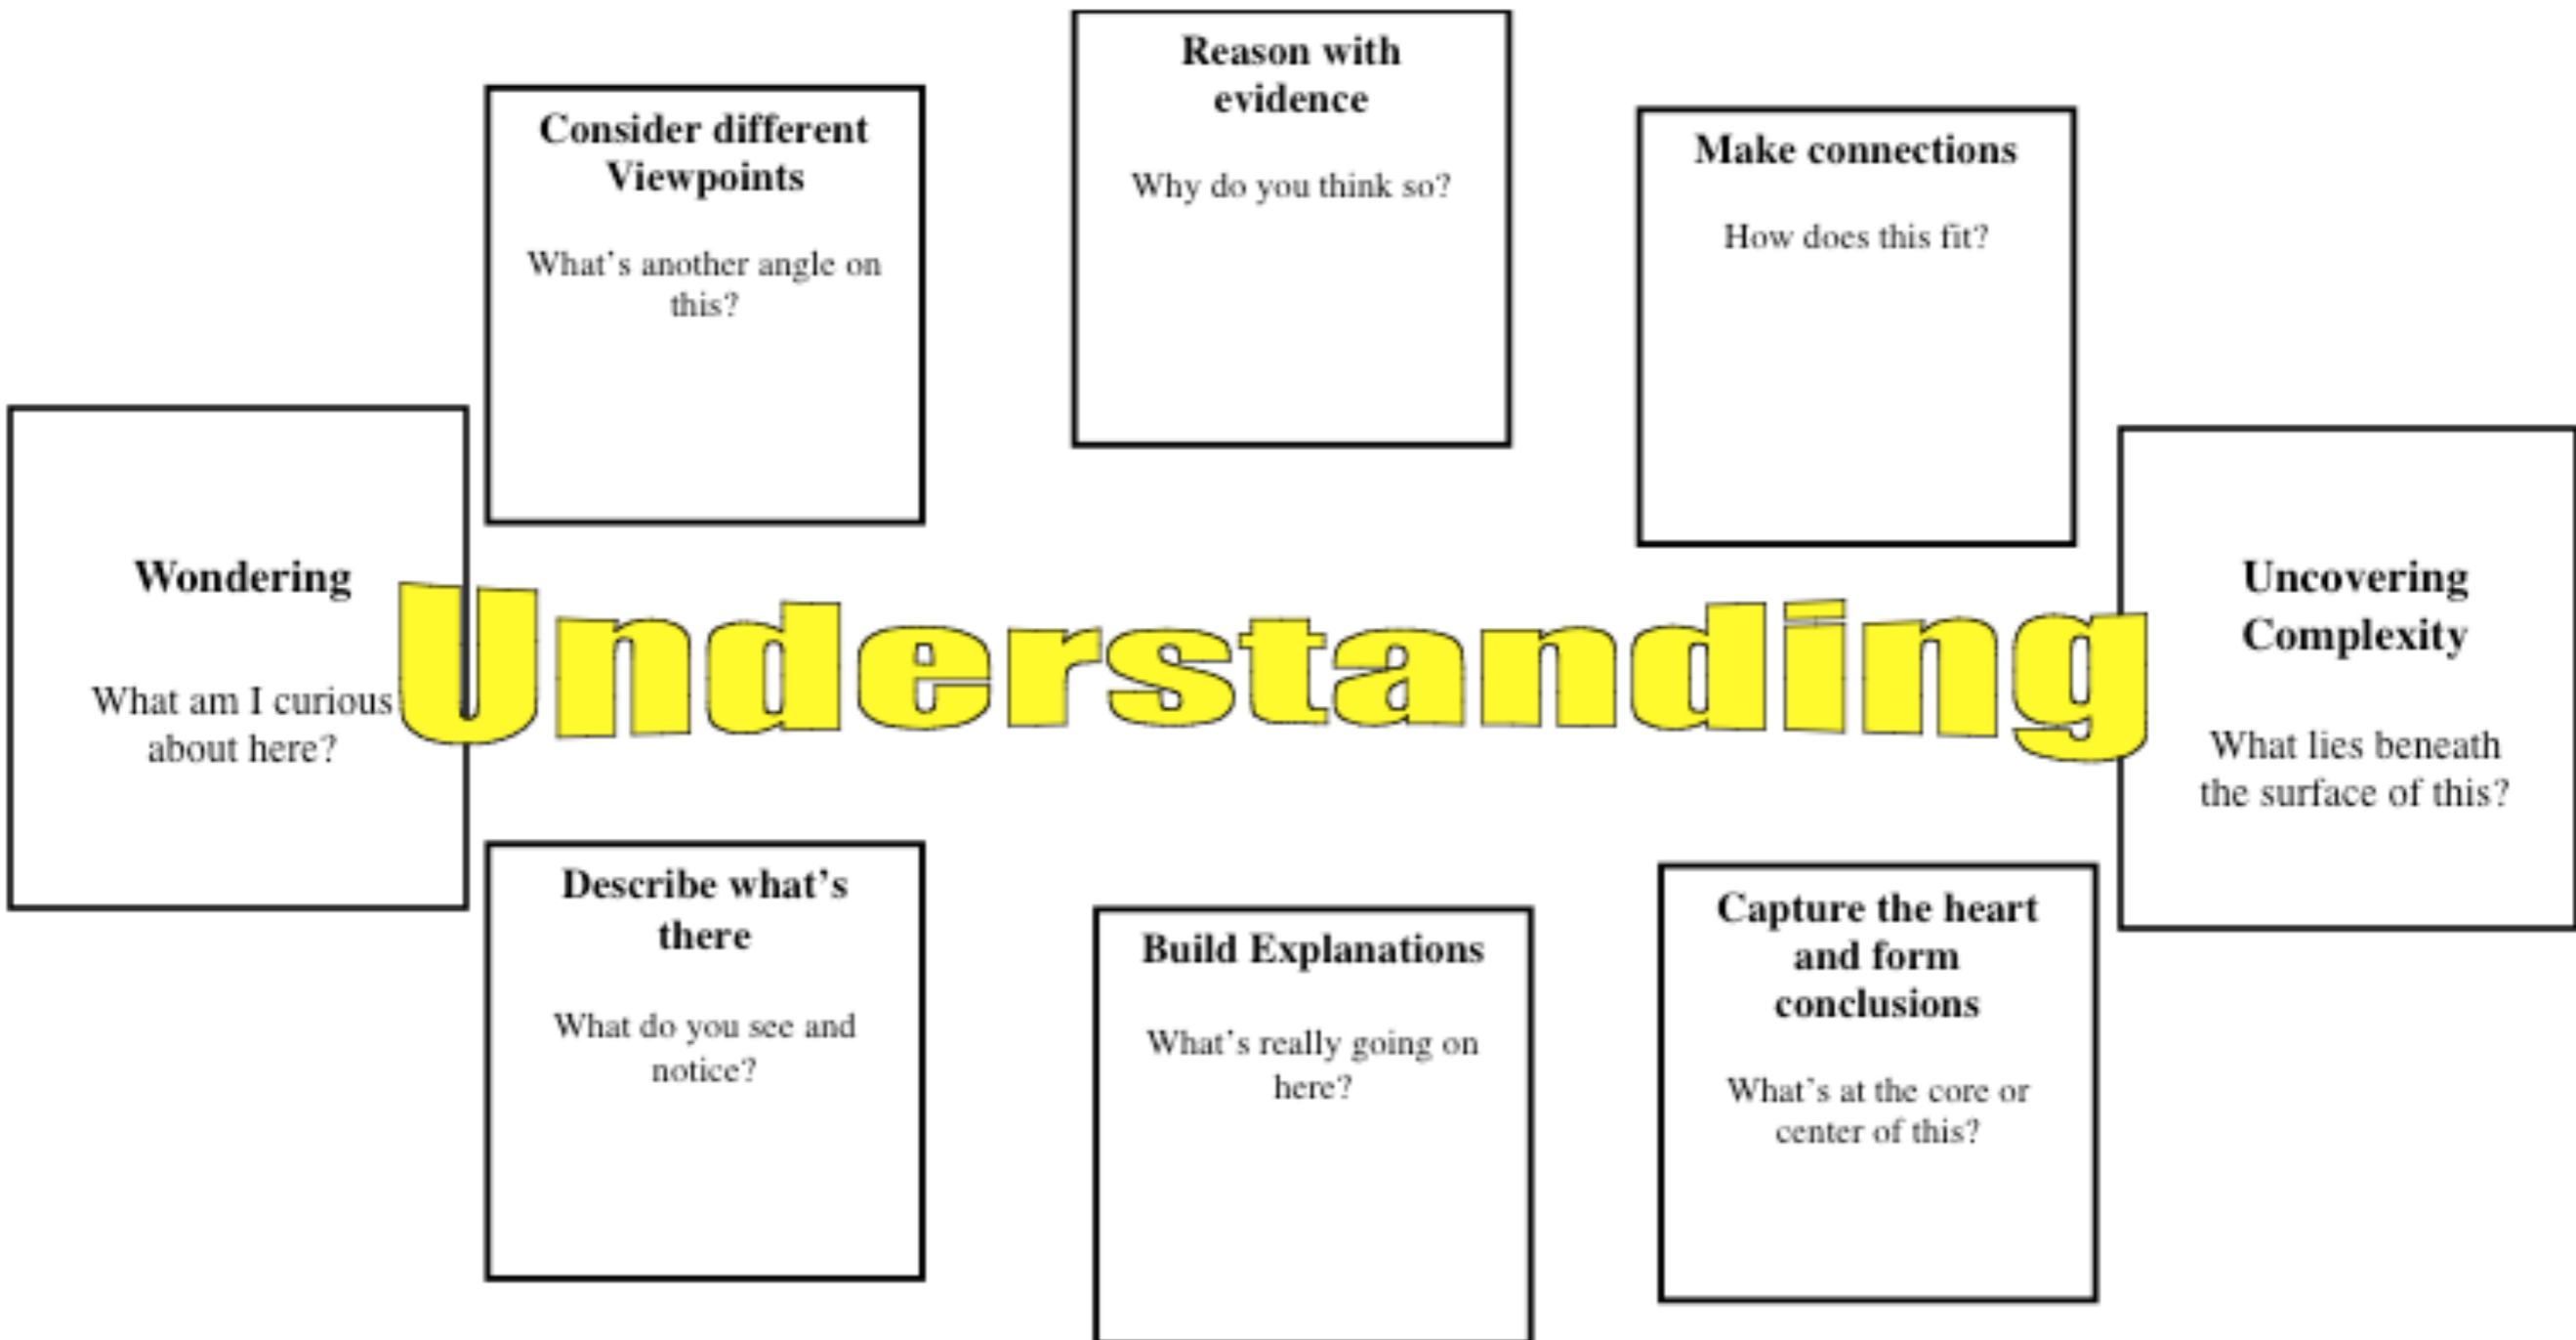 Reason with
evidence
Why do you think so?
Consider different
Viewpoints
What's another angle on
this?
Make connections
How does this fit?
Wondering
What am I curious
about here?
Understanding
Uncovering
Complexity
What lies beneath
the surface of this?
Describe what's
there
What do you see and
notice?
Build Explanations
What's really going on
here?
Capture the heart
and form
conclusions
What's at the core or
center of this?